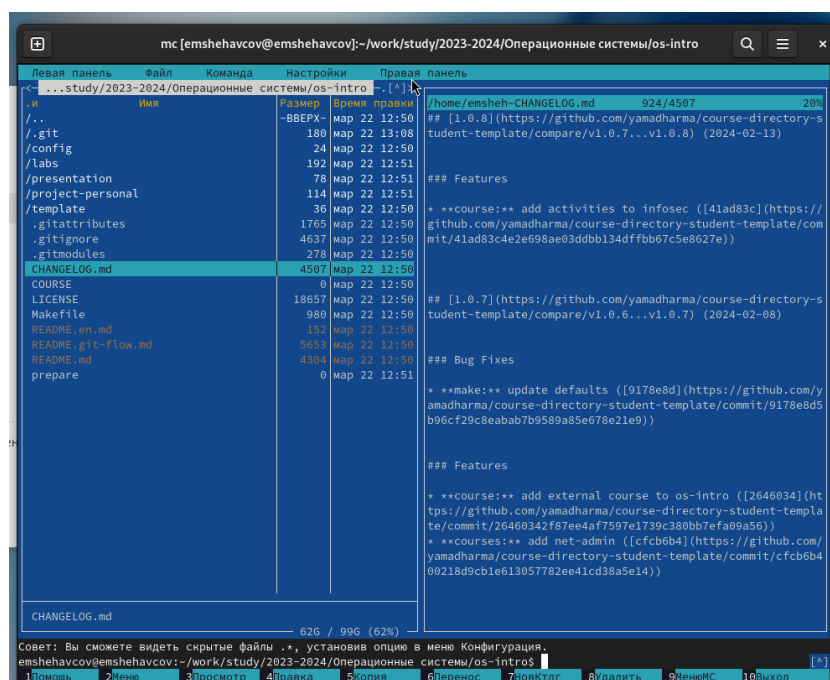 mc [emshehavcov@emshehavcov]:~/work/study/2023-2024/Операционные системы/os-intro
Левая панель Файл Команда Настройки Правая панель
<— ...study/2023-2024/Операционные системы/os-intro —.[^]>
.и Имя Размер Время правки
/.. -ВВЕРХ- мар 22 12:50
/.git 180 мар 22 13:08
/config 24 мар 22 12:50
/labs 192 мар 22 12:51
/presentation 78 мар 22 12:51
/project-personal 114 мар 22 12:51
/template 36 мар 22 12:50
.gitattributes 1765 мар 22 12:50
.gitignore 4637 мар 22 12:50
.gitmodules 278 мар 22 12:50
CHANGELOG.md 4507 мар 22 12:50
COURSE 0 мар 22 12:50
LICENSE 18657 мар 22 12:50
Makefile 980 мар 22 12:50
README.en.md 152 мар 22 12:50
README.git-flow.md 5653 мар 22 12:50
README.md 4304 мар 22 12:50
prepare 0 мар 22 12:51
CHANGELOG.md
62G / 99G (62%)
/home/emsheh~CHANGELOG.md 924/4507 20%
## [1.0.8](https://github.com/yamadharma/course-directory-s
tudent-template/compare/v1.0.7...v1.0.8) (2024-02-13)
### Features
* **course:** add activities to infosec ([41ad83c](https://
github.com/yamadharma/course-directory-student-template/com
mit/41ad83c4e2e698ae03ddbb134dffbb67c5e8627e))
## [1.0.7](https://github.com/yamadharma/course-directory-s
tudent-template/compare/v1.0.6...v1.0.7) (2024-02-08)
### Bug Fixes
* **make:** update defaults ([9178e8d](https://github.com/y
amadharma/course-directory-student-template/commit/9178e8d5
b96cf29c8eabab7b9589a85e678e21e9))
### Features
* **course:** add external course to os-intro ([2646034](ht
tps://github.com/yamadharma/course-directory-student-templa
te/commit/26460342f87ee4af7597e1739c380bb7efa09a56))
* **courses:** add net-admin ([cfcb6b4](https://github.com/
yamadharma/course-directory-student-template/commit/cfcb6b4
00218d9cb1e613057782ee41cd38a5e14))
Совет: Вы сможете видеть скрытые файлы .*, установив опцию в меню Конфигурация.
emshehavcov@emshehavcov:~/work/study/2023-2024/Операционные системы/os-intro$ [^]
1Помощь 2Меню 3Просмотр 4Правка 5Копия 6Перенос 7НовКтлг 8Удалить 9МенюМС 10Выход